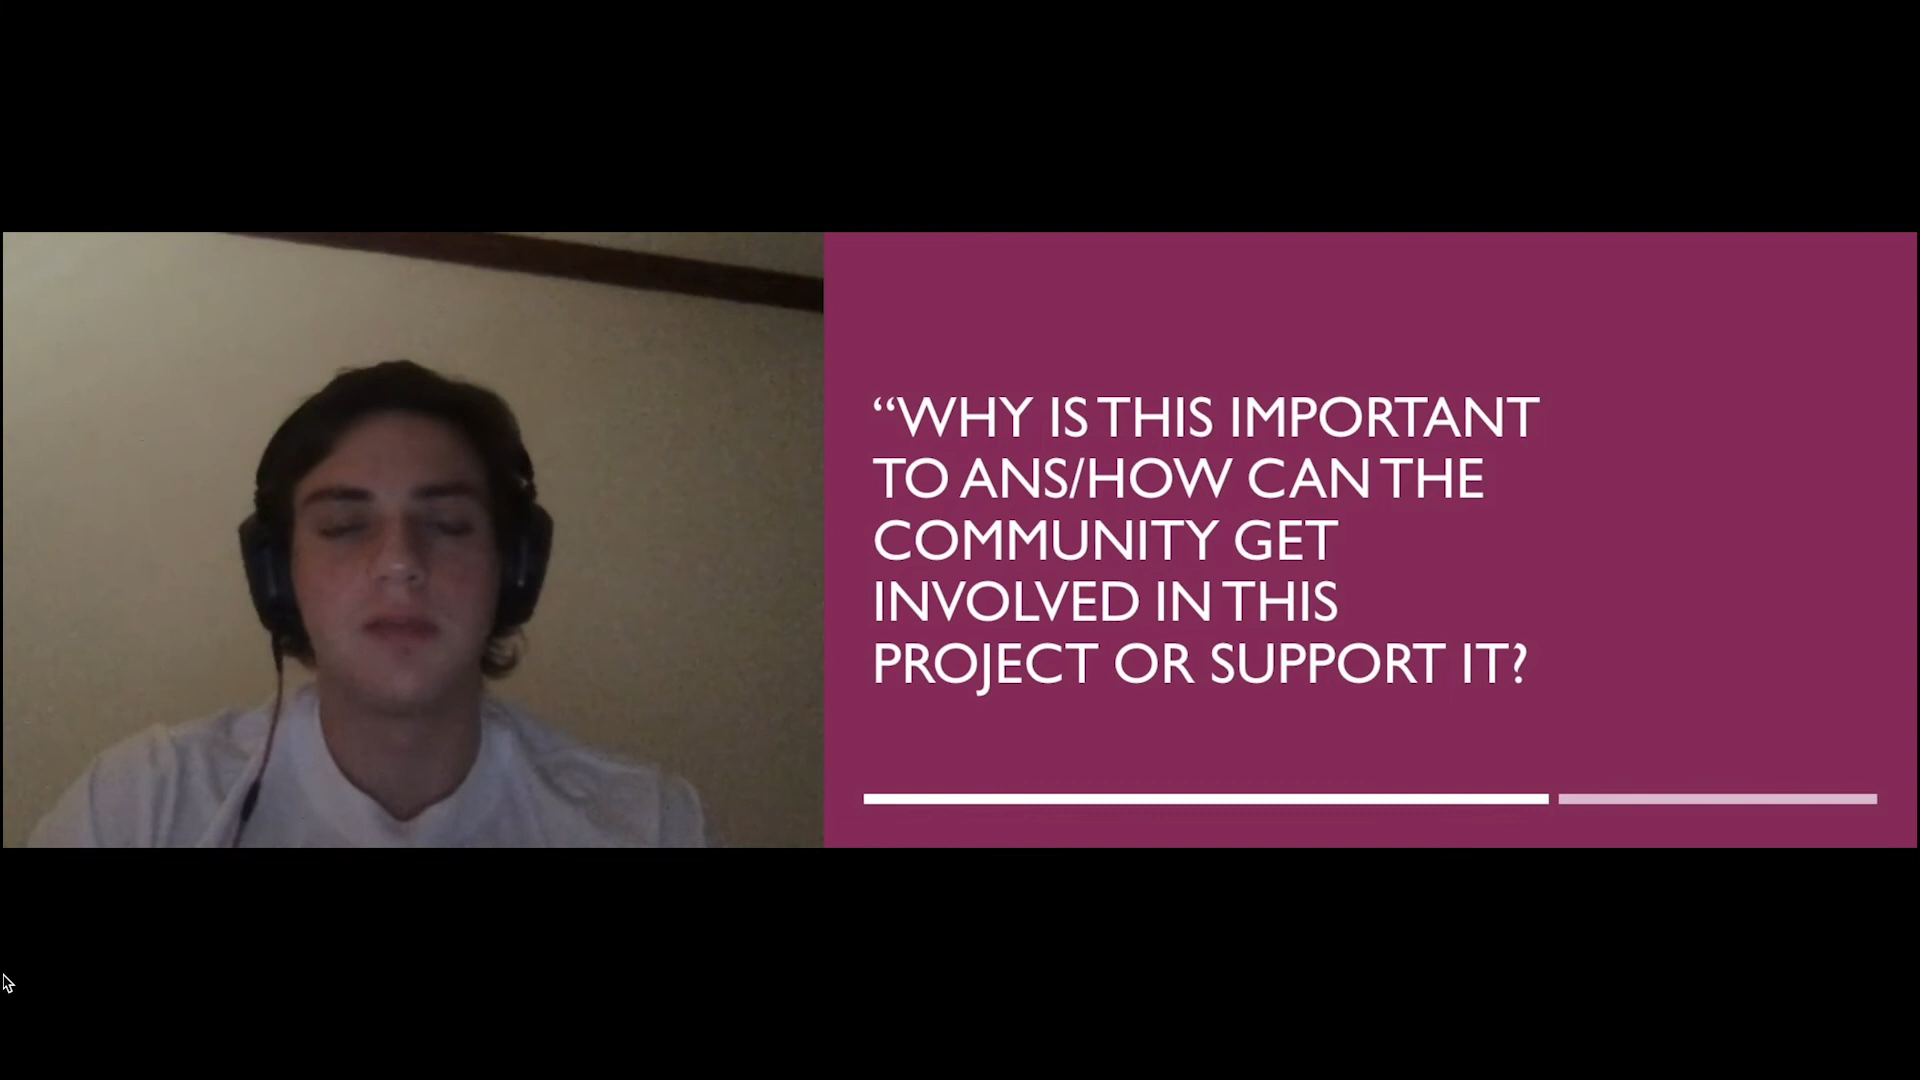 “WHY IS THIS IMPORTANT
TO ANS/HOW CAN THE
COMMUNITY GET
INVOLVED IN THIS
PROJECT OR SUPPORT IT?